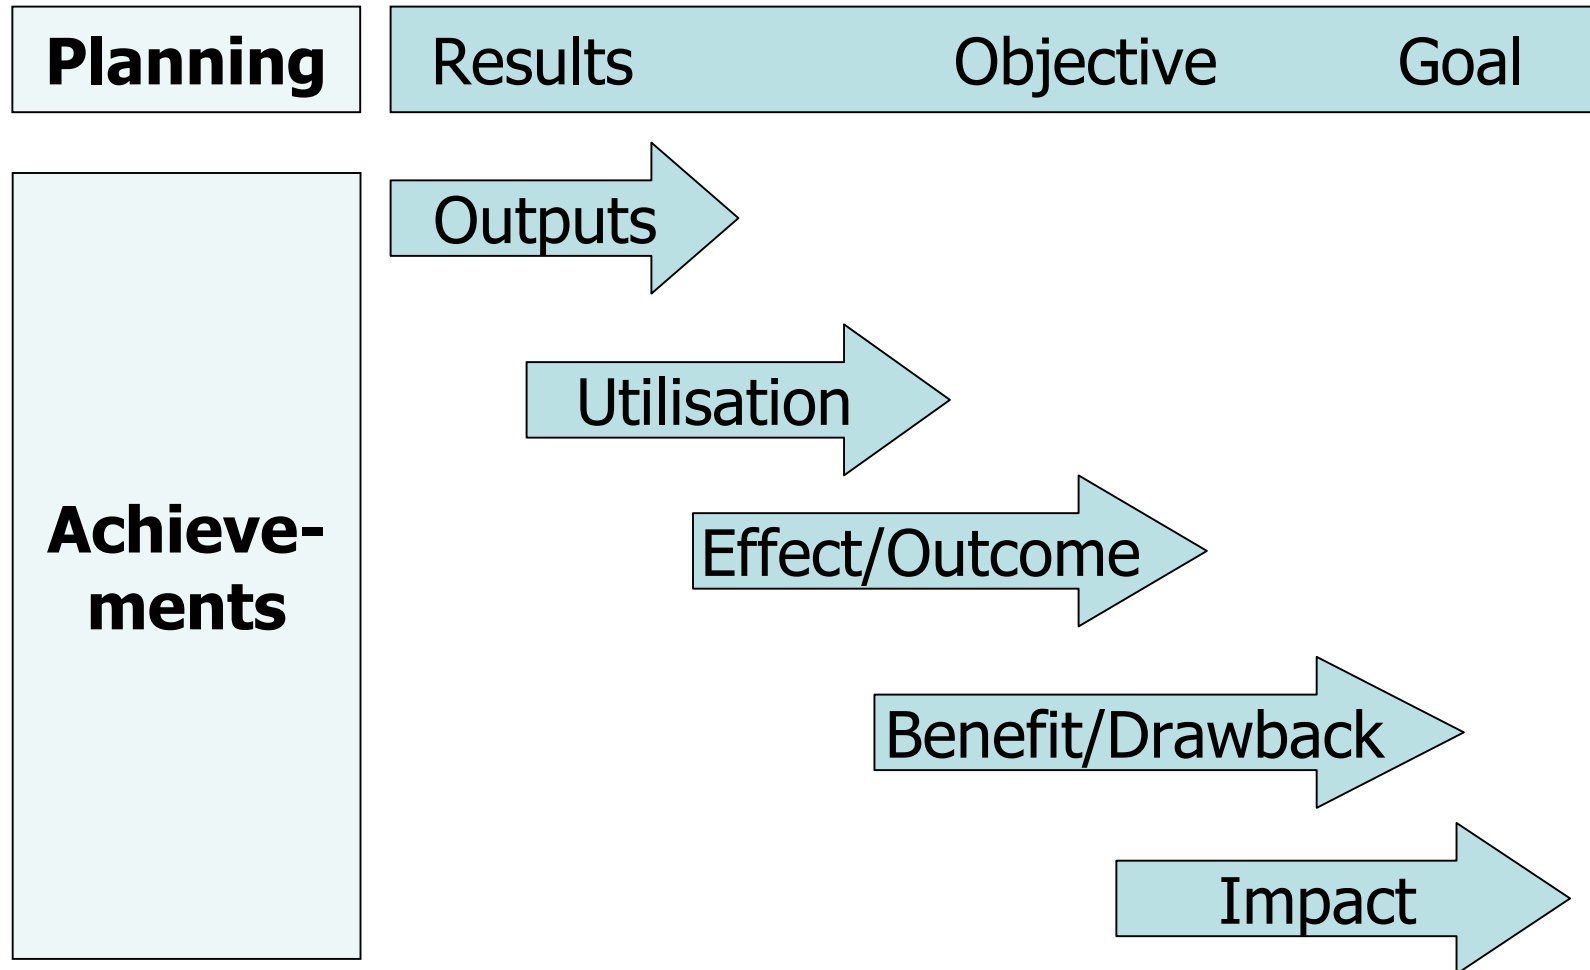 Planning
Results Objective Goal
Outputs
Utilisation
Effect/Outcome
Achieve-
ments
Benefit/Drawback
Impact